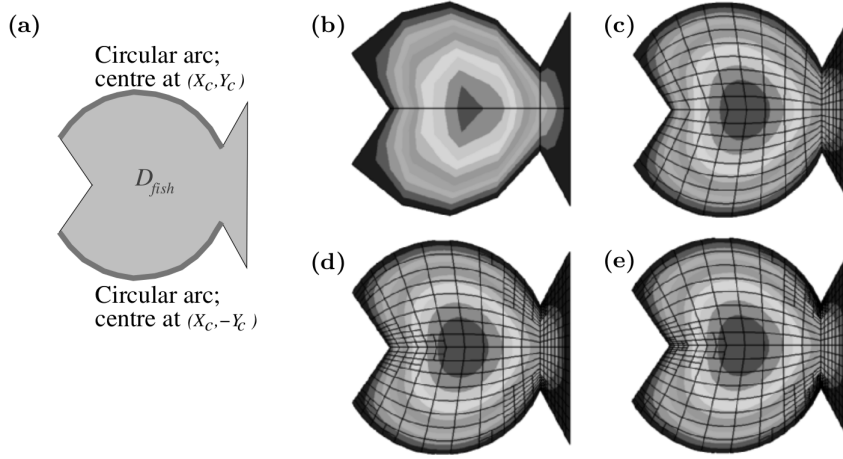 (a)
Circular arc;
centre at (X_c,Y_c)
D_fish
Circular arc;
centre at (X_c,-Y_c)
(b)
(c)
(d)
(e)